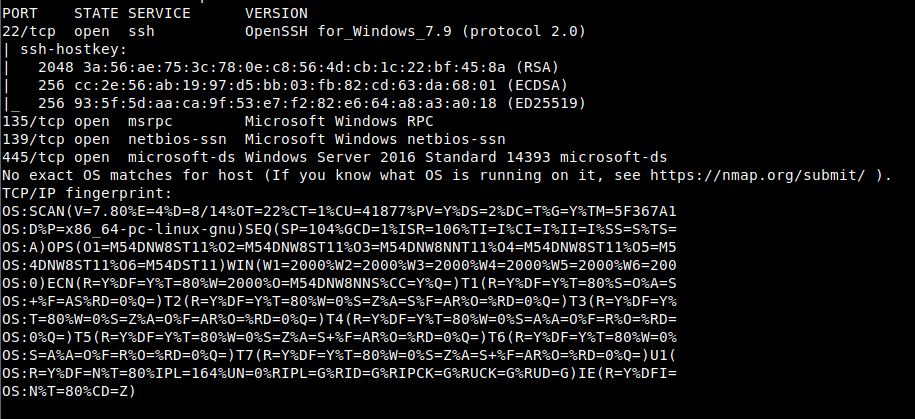 PORT    STATE SERVICE      VERSION
22/tcp  open  ssh          OpenSSH for_Windows_7.9 (protocol 2.0)
| ssh-hostkey:
|   2048 3a:56:ae:75:3c:78:0e:c8:56:4d:cb:1c:22:bf:45:8a (RSA)
|   256 cc:2e:56:ab:19:97:d5:bb:03:fb:82:cd:63:da:68:01 (ECDSA)
|_  256 93:5f:5d:aa:ca:9f:53:e7:f2:82:e6:64:a8:a3:a0:18 (ED25519)
135/tcp open  msrpc        Microsoft Windows RPC
139/tcp open  netbios-ssn  Microsoft Windows netbios-ssn
445/tcp open  microsoft-ds Windows Server 2016 Standard 14393 microsoft-ds
No exact OS matches for host (If you know what OS is running on it, see https://nmap.org/submit/ ).
TCP/IP fingerprint:
OS:SCAN(V=7.80%E=4%D=8/14%OT=22%CT=1%CU=41877%PV=Y%DS=2%DC=T%G=Y%TM=5F367A1
OS:D%P=x86_64-pc-linux-gnu)SEQ(SP=104%GCD=1%ISR=106%TI=I%CI=I%II=I%SS=S%TS=
OS:A)OPS(O1=M54DNW8ST11%O2=M54DNW8ST11%O3=M54DNW8NNT11%O4=M54DNW8ST11%O5=M5
OS:4DNW8ST11%O6=M54DST11)WIN(W1=2000%W2=2000%W3=2000%W4=2000%W5=2000%W6=200
OS:0)ECN(R=Y%DF=Y%T=80%W=2000%O=M54DNW8NNS%CC=Y%Q=)T1(R=Y%DF=Y%T=80%S=O%A=S
OS:+%F=AS%RD=0%Q=)T2(R=Y%DF=Y%T=80%W=0%S=Z%A=S%F=AR%O=%RD=0%Q=)T3(R=Y%DF=Y%
OS:T=80%W=0%S=Z%A=O%F=AR%O=%RD=0%Q=)T4(R=Y%DF=Y%T=80%W=0%S=A%A=O%F=R%O=%RD=
OS:0%Q=)T5(R=Y%DF=Y%T=80%W=0%S=Z%A=S+%F=AR%O=%RD=0%Q=)T6(R=Y%DF=Y%T=80%W=0%
OS:S=A%A=O%F=R%O=%RD=0%Q=)T7(R=Y%DF=Y%T=80%W=0%S=Z%A=S+%F=AR%O=%RD=0%Q=)U1(
OS:R=Y%DF=N%T=80%IPL=164%UN=0%RIPL=G%RID=G%RIPCK=G%RUCK=G%RUD=G)IE(R=Y%DFI=
OS:N%T=80%CD=Z)